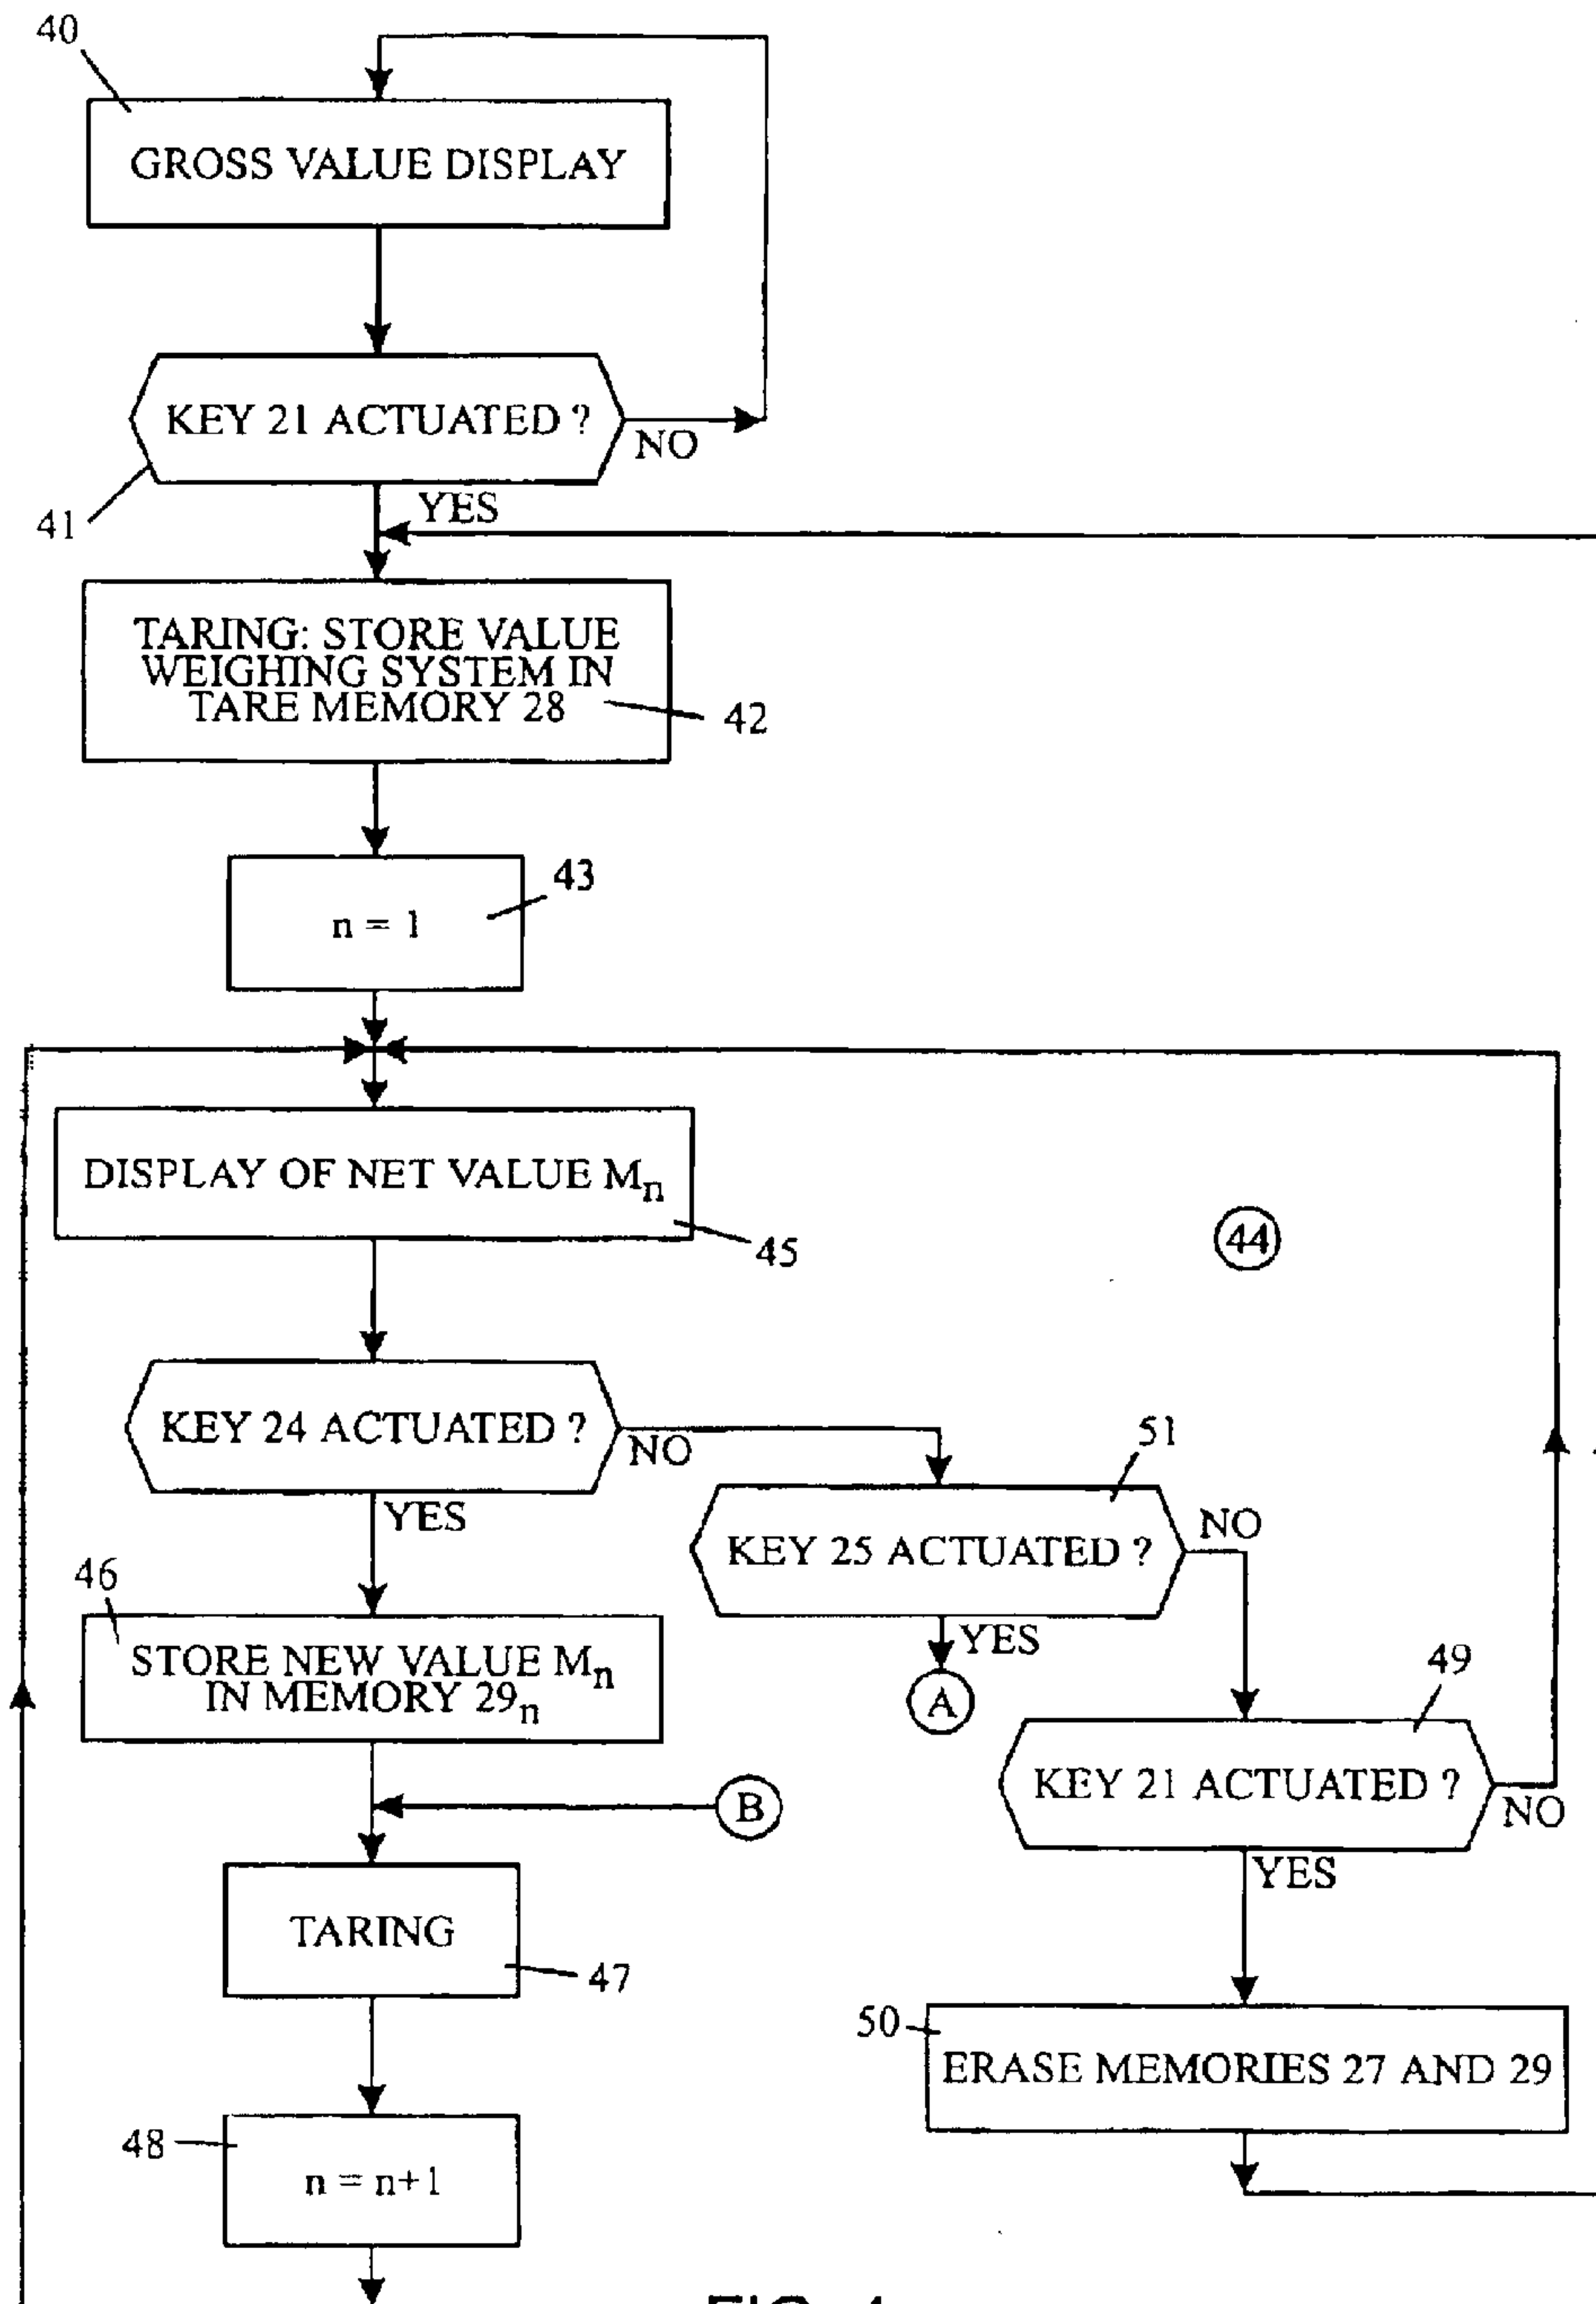 40
GROSS VALUE DISPLAY
KEY 21 ACTUATED ?
NO
41
YES
TARING: STORE VALUE
WEIGHING SYSTEM IN
TARE MEMORY 28
42
43
n = 1
DISPLAY OF NET VALUE Mn
45
44
KEY 24 ACTUATED ?
NO
51
YES
KEY 25 ACTUATED ?
NO
46
STORE NEW VALUE Mn
IN MEMORY 29n
YES
A
49
KEY 21 ACTUATED ?
NO
B
YES
TARING
47
50
ERASE MEMORIES 27 AND 29
48
n = n+1